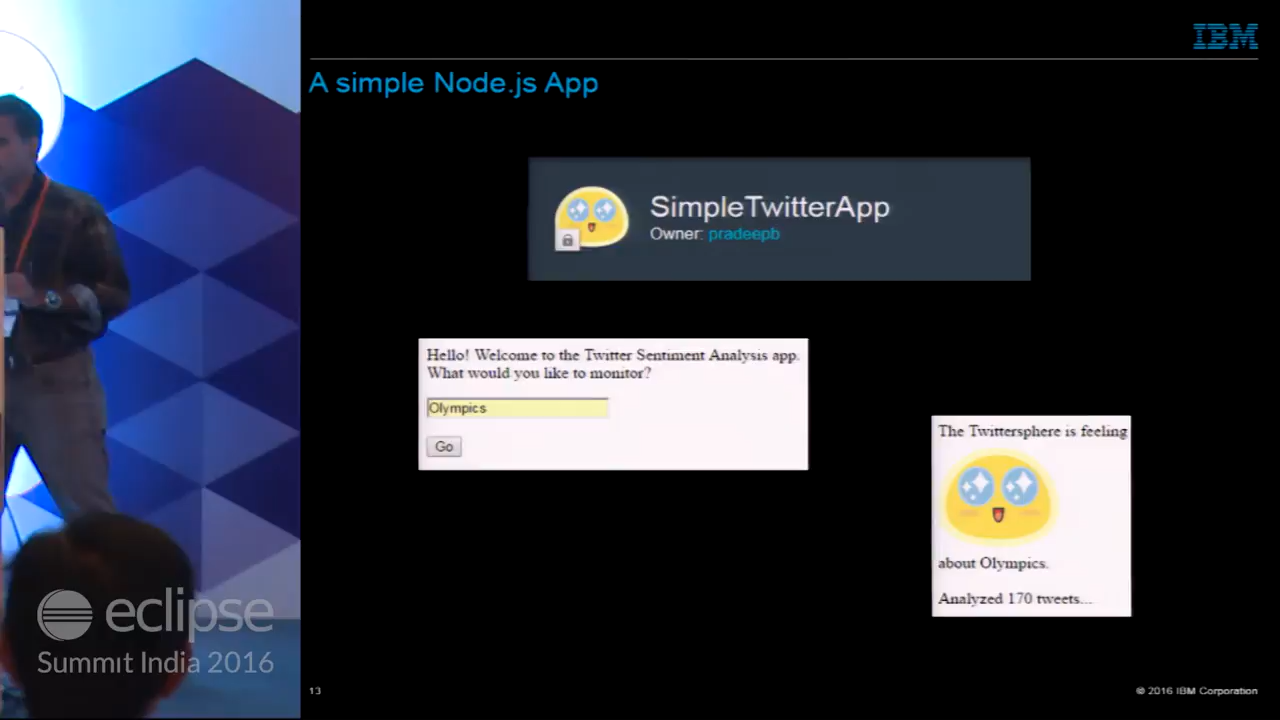 IBM
A simple Node.js App
SimpleTwitterApp
Owner: pradeepb
Hello! Welcome to the Twitter Sentiment Analysis app.
What would you like to monitor?
Olympics
Go
The Twittersphere is feeling
about Olympics.
Analyzed 170 tweets...
eclipse
Summit India 2016
13
© 2016 IBM Corporation